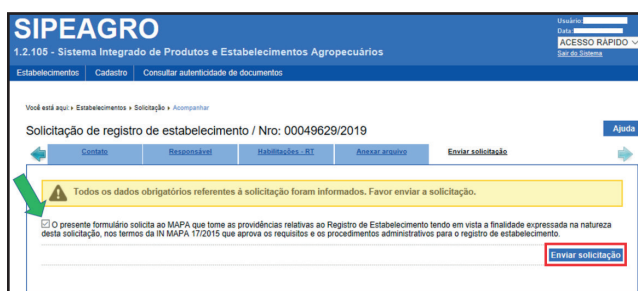 SIPEAGRO
1.2.105 - Sistema Integrado de Produtos e Estabelecimentos Agropecuários
Usuário
Data
ACESSO RÁPIDO
Sair do Sistema
Estabelecimentos Cadastro Consultar autenticidade de documentos
Você está aqui: › Estabelecimentos › Solicitação › Acompanhar
Solicitação de registro de estabelecimento / Nro: 00049629/2019
Ajuda
Contato Responsável Habilitações - RT Anexar arquivo Enviar solicitação
Todos os dados obrigatórios referentes à solicitação foram informados. Favor enviar a solicitação.
O presente formulário solicita ao MAPA que tome as providências relativas ao Registro de Estabelecimento tendo em vista a finalidade expressada na natureza
desta solicitação, nos termos da IN MAPA 17/2015 que aprova os requisitos e os procedimentos administrativos para o registro de estabelecimento.
Enviar solicitação